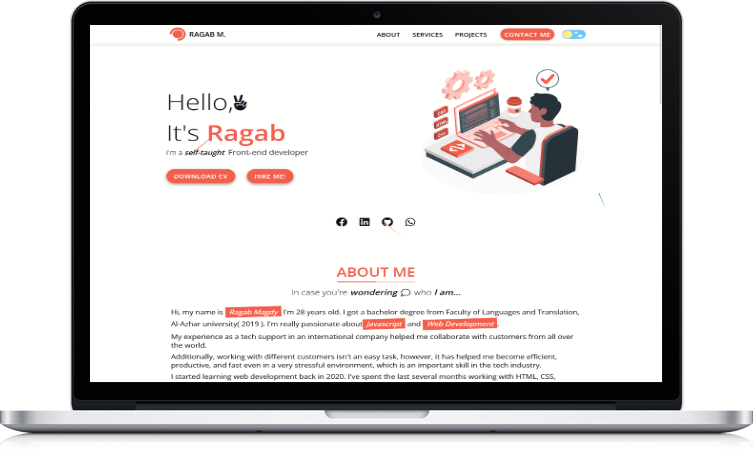 RAGAB M.
ABOUT SERVICES PROJECTS CONTACT ME
Hello,
It's Ragab
I'm a self-taught Front-end developer
DOWNLOAD CV HIRE ME!
ABOUT ME
In case you're wondering who I am...
Hi, my name is Ragab Magdy I'm 28 years old. I got a bachelor degree from Faculty of Languages and Translation,
Al-Azhar university( 2019 ). I'm really passionate about Javascript and Web Development.
My experience as a tech support in an international company helped me collaborate with customers from all over
the world.
Additionally, working with different customers isn't an easy task, however, it has helped me become efficient,
productive, and fast even in a very stressful environment, which is an important skill in the tech industry.
I started learning web development back in 2020. I've spent the last several months working with HTML, CSS,